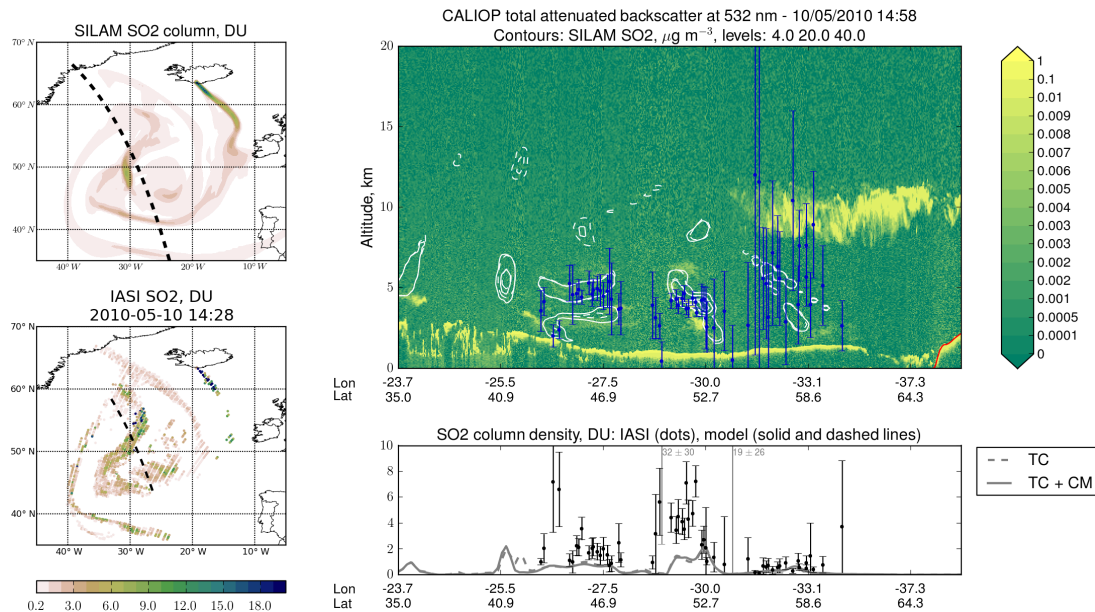 SILAM SO2 column, DU
70° N
60° N
50° N
40° N
40° W
30° W
20° W
10° W
IASI SO2, DU
2010-05-10 14:28
70° N
60° N
50° N
40° N
35° N
40° W
30° W
20° W
10° W
0.2 3.0 6.0 9.0 12.0 15.0 18.0
CALIOP total attenuated backscatter at 532 nm - 10/05/2010 14:58
Contours: SILAM SO2, μg m⁻³, levels: 4.0 20.0 40.0
Altitude, km
20
15
10
5
0
Lon -23.7 -25.5 -27.5 -30.0 -33.1 -37.3
Lat 35.0 40.9 46.9 52.7 58.6 64.3
1
0.1
0.01
0.009
0.008
0.007
0.006
0.005
0.004
0.003
0.002
0.001
0.0005
0.0001
0
SO2 column density, DU: IASI (dots), model (solid and dashed lines)
10
8
6
4
2
0
32 ± 30
19 ± 26
Lon -23.7 -25.5 -27.5 -30.0 -33.1 -37.3
Lat 35.0 40.9 46.9 52.7 58.6 64.3
TC
TC + CM